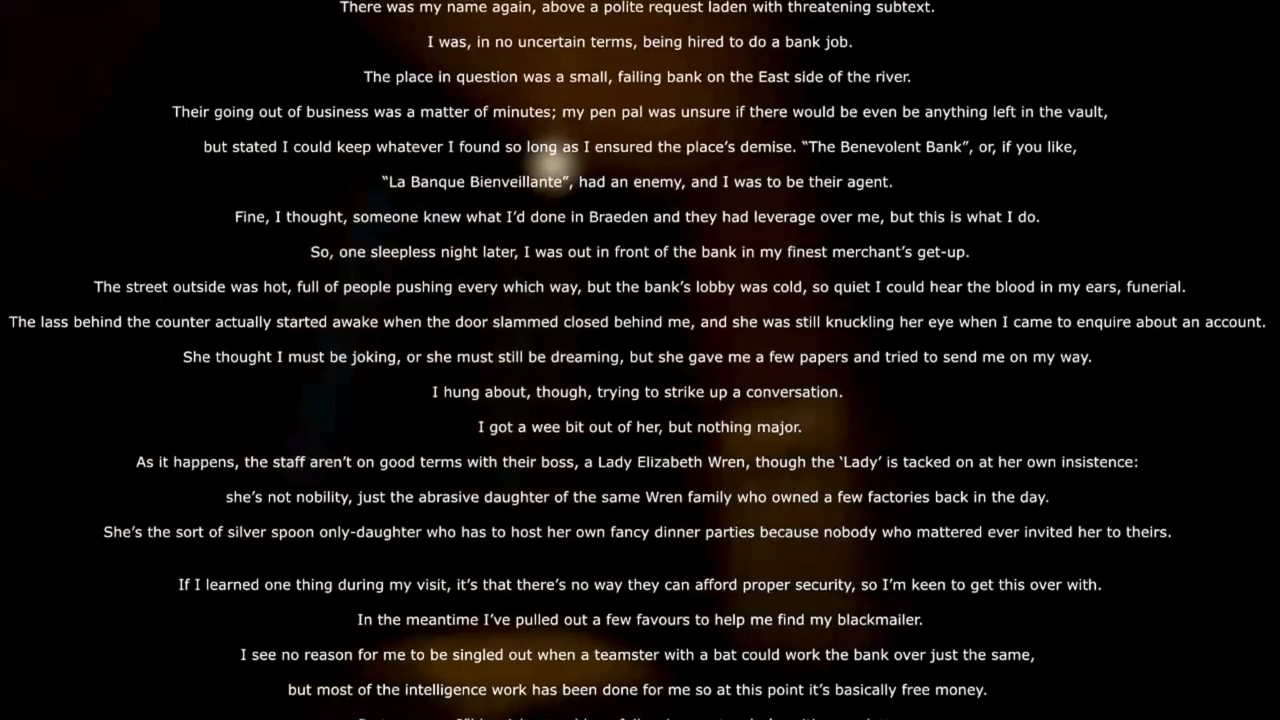 There was my name again, above a polite request laden with threatening subtext.
I was, in no uncertain terms, being hired to do a bank job.
The place in question was a small, failing bank on the East side of the river.
Their going out of business was a matter of minutes; my pen pal was unsure if there would be even be anything left in the vault,
but stated I could keep whatever I found so long as I ensured the place’s demise. “The Benevolent Bank”, or, if you like,
“La Banque Bienveillante”, had an enemy, and I was to be their agent.
Fine, I thought, someone knew what I’d done in Braeden and they had leverage over me, but this is what I do.
So, one sleepless night later, I was out in front of the bank in my finest merchant’s get-up.
The street outside was hot, full of people pushing every which way, but the bank’s lobby was cold, so quiet I could hear the blood in my ears, funerial.
The lass behind the counter actually started awake when the door slammed closed behind me, and she was still knuckling her eye when I came to enquire about an account.
She thought I must be joking, or she must still be dreaming, but she gave me a few papers and tried to send me on my way.
I hung about, though, trying to strike up a conversation.
I got a wee bit out of her, but nothing major.
As it happens, the staff aren’t on good terms with their boss, a Lady Elizabeth Wren, though the ‘Lady’ is tacked on at her own insistence:
she’s not nobility, just the abrasive daughter of the same Wren family who owned a few factories back in the day.
She’s the sort of silver spoon only-daughter who has to host her own fancy dinner parties because nobody who mattered ever invited her to theirs.
If I learned one thing during my visit, it’s that there’s no way they can afford proper security, so I’m keen to get this over with.
In the meantime I’ve pulled out a few favours to help me find my blackmailer.
I see no reason for me to be singled out when a teamster with a bat could work the bank over just the same,
but most of the intelligence work has been done for me so at this point it’s basically free money.